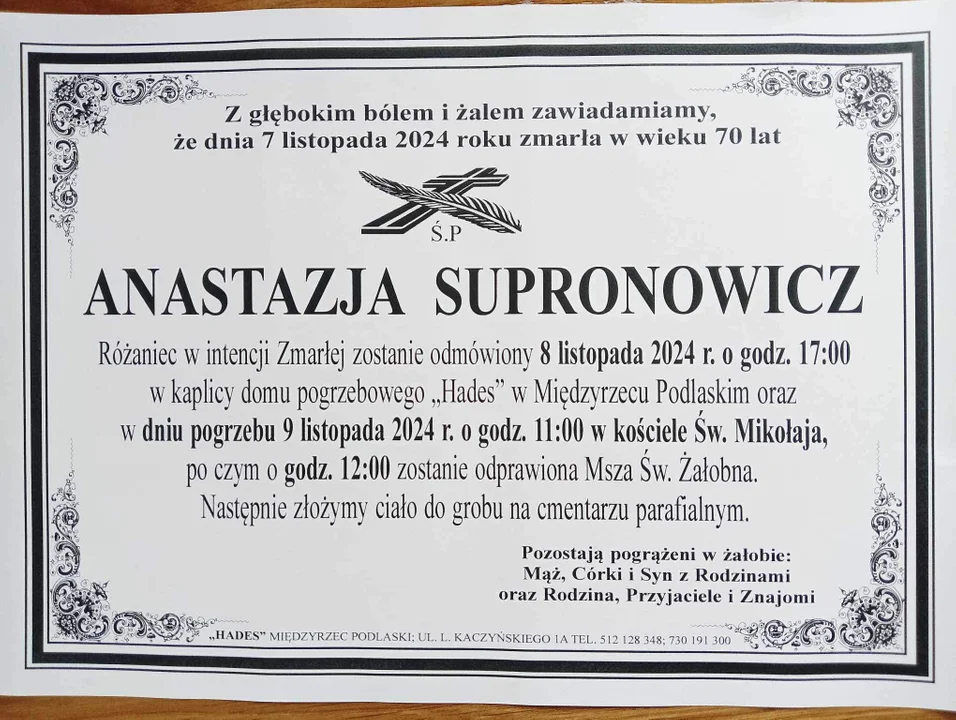 Z głębokim bólem i żalem zawiadamiamy,
że dnia 7 listopada 2024 roku zmarła w wieku 70 lat
Ś.P
ANASTAZJA SUPRONOWICZ
Różaniec w intencji Zmarłej zostanie odmówiony 8 listopada 2024 r. o godz. 17:00
w kaplicy domu pogrzebowego „Hades” w Międzyrzecu Podlaskim oraz
w dniu pogrzebu 9 listopada 2024 r. o godz. 11:00 w kościele Św. Mikołaja,
po czym o godz. 12:00 zostanie odprawiona Msza Św. Żałobna.
Następnie złożymy ciało do grobu na cmentarzu parafialnym.
Pozostają pogrążeni w żałobie:
Mąż, Córki i Syn z Rodzinami
oraz Rodzina, Przyjaciele i Znajomi
„HADES” MIĘDZYRZEC PODLASKI; UL. L. KACZYŃSKIEGO 1A TEL. 512 128 348; 730 191 300